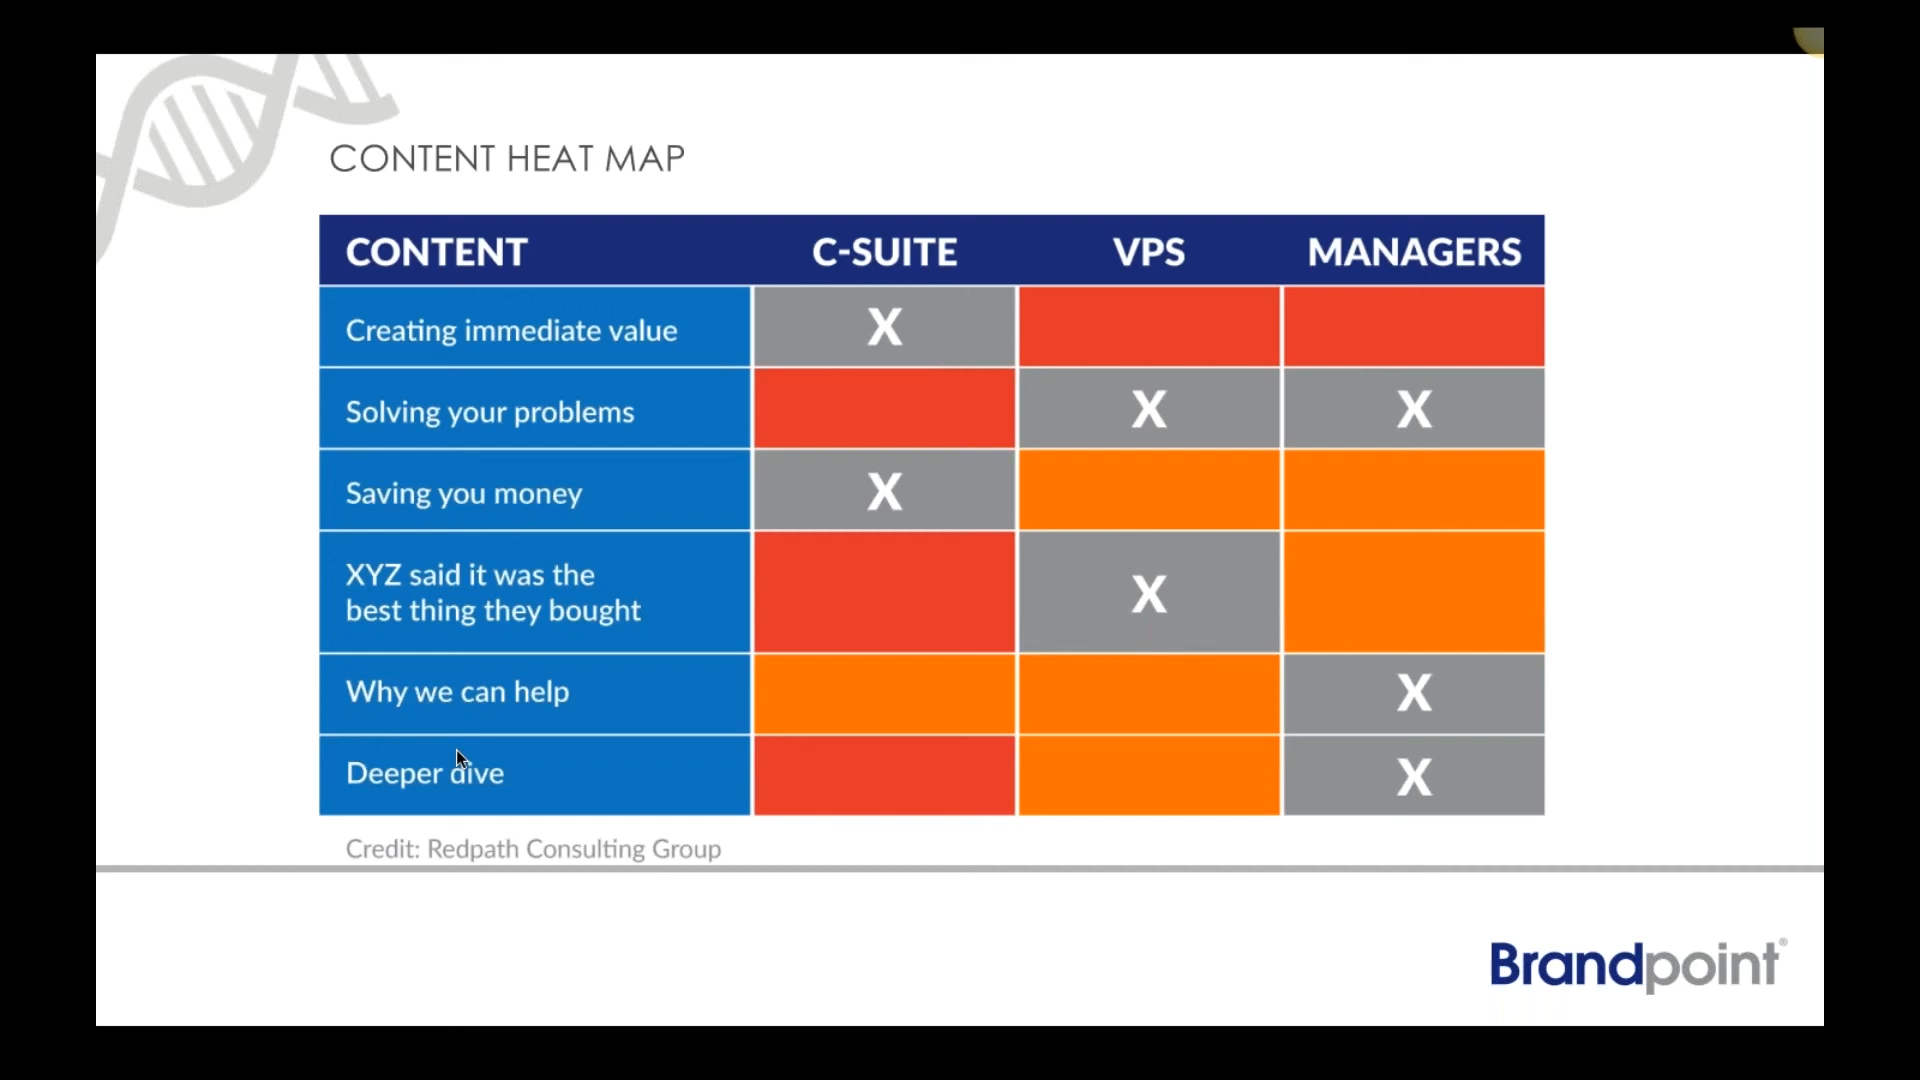 CONTENT HEAT MAP
CONTENT C-SUITE VPS MANAGERS
Creating immediate value X
Solving your problems X X
Saving you money X
XYZ said it was the
best thing they bought X
Why we can help X
Deeper dive X
Credit: Redpath Consulting Group
Brandpoint®